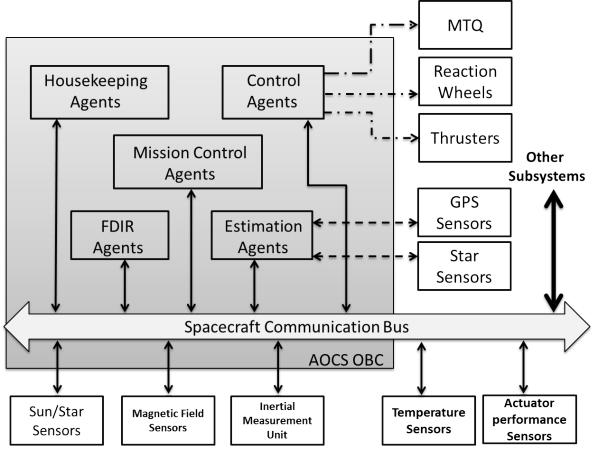 MTQ
Housekeeping
Agents
Control
Agents
Reaction
Wheels
Thrusters
Mission Control
Agents
Other
Subsystems
FDIR
Agents
Estimation
Agents
GPS
Sensors
Star
Sensors
Spacecraft Communication Bus
AOCS OBC
Sun/Star
Sensors
Magnetic Field
Sensors
Inertial
Measurement
Unit
Temperature
Sensors
Actuator
performance
Sensors